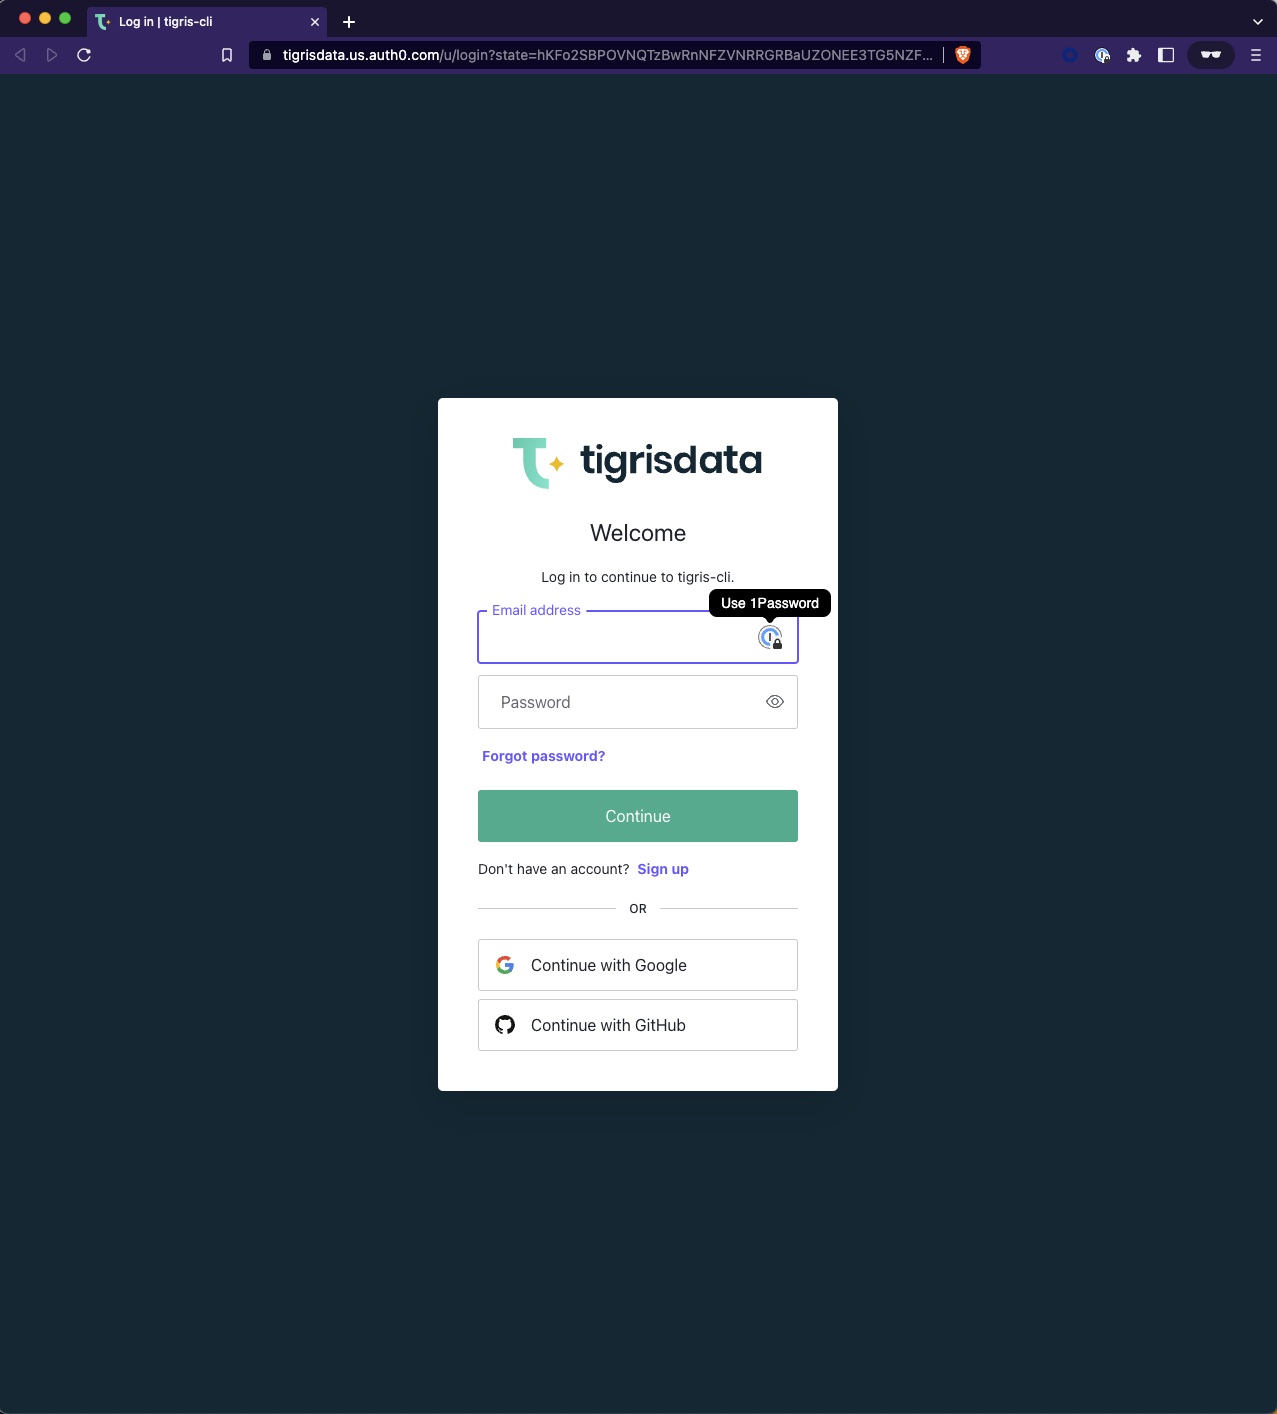 Log in | tigris-cli
tigrisdata.us.auth0.com/u/login?state=hKFo2SBPOVNQTzBwRnNFZVNRRGRBaUZONEE3TG5NZF...
tigrisdata
Welcome
Log in to continue to tigris-cli.
Use 1Password
Email address
Password
Forgot password?
Continue
Don't have an account? Sign up
OR
Continue with Google
Continue with GitHub